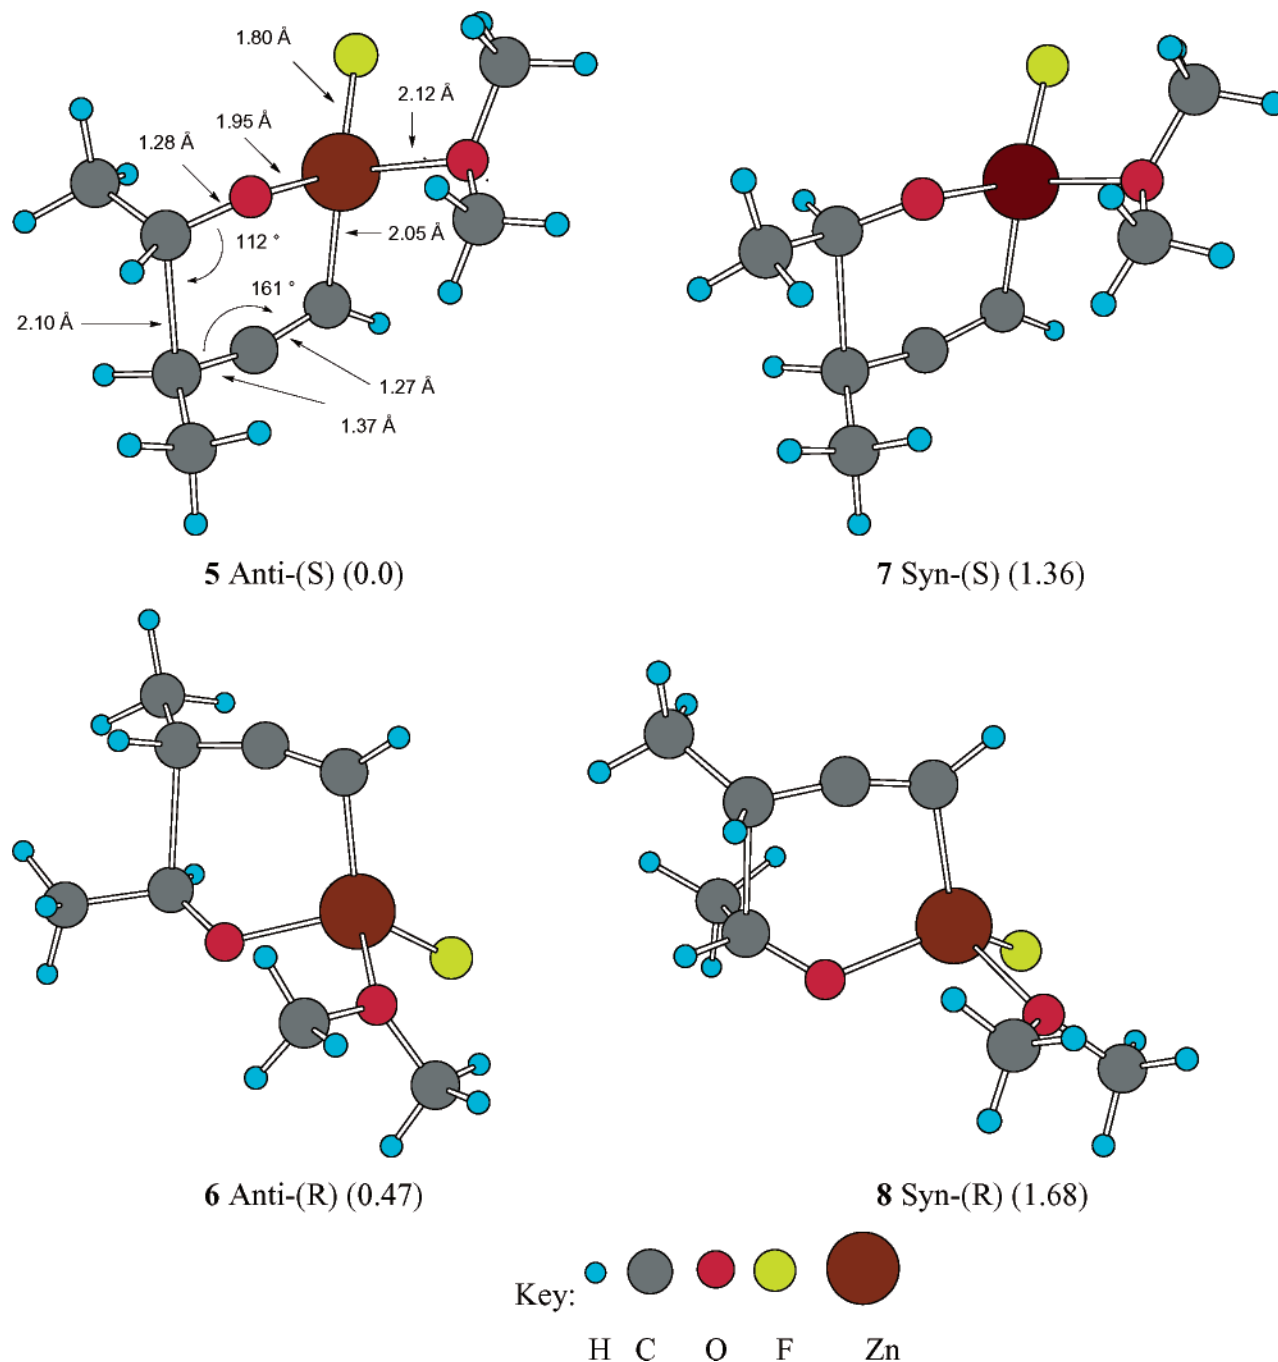 1.80 Å
2.12 Å
1.95 Å
1.28 Å
112 °
2.05 Å
161 °
2.10 Å
1.27 Å
1.37 Å
5 Anti-(S) (0.0)
7 Syn-(S) (1.36)
6 Anti-(R) (0.47)
8 Syn-(R) (1.68)
Key:
H C O F Zn